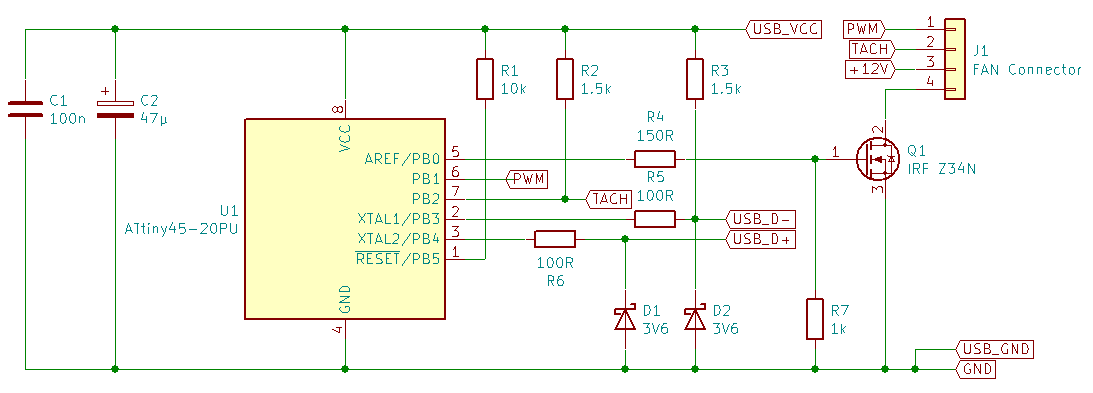 USB_VCC
PWM
1
TACH
2
+12V
3
4
J1
FAN Connector
C1
100n
+
C2
47µ
R1
10k
R2
1.5k
R3
1.5k
8
VCC
R4
150R
AREF/PB0
5
PB1
6
PWM
PB2
7
TACH
XTAL1/PB3
2
XTAL2/PB4
3
RESET/PB5
1
U1
ATtiny45-20PU
R5
100R
USB_D-
USB_D+
100R
R6
1
2
3
Q1
IRF Z34N
GND
4
D1
3V6
D2
3V6
R7
1k
USB_GND
GND